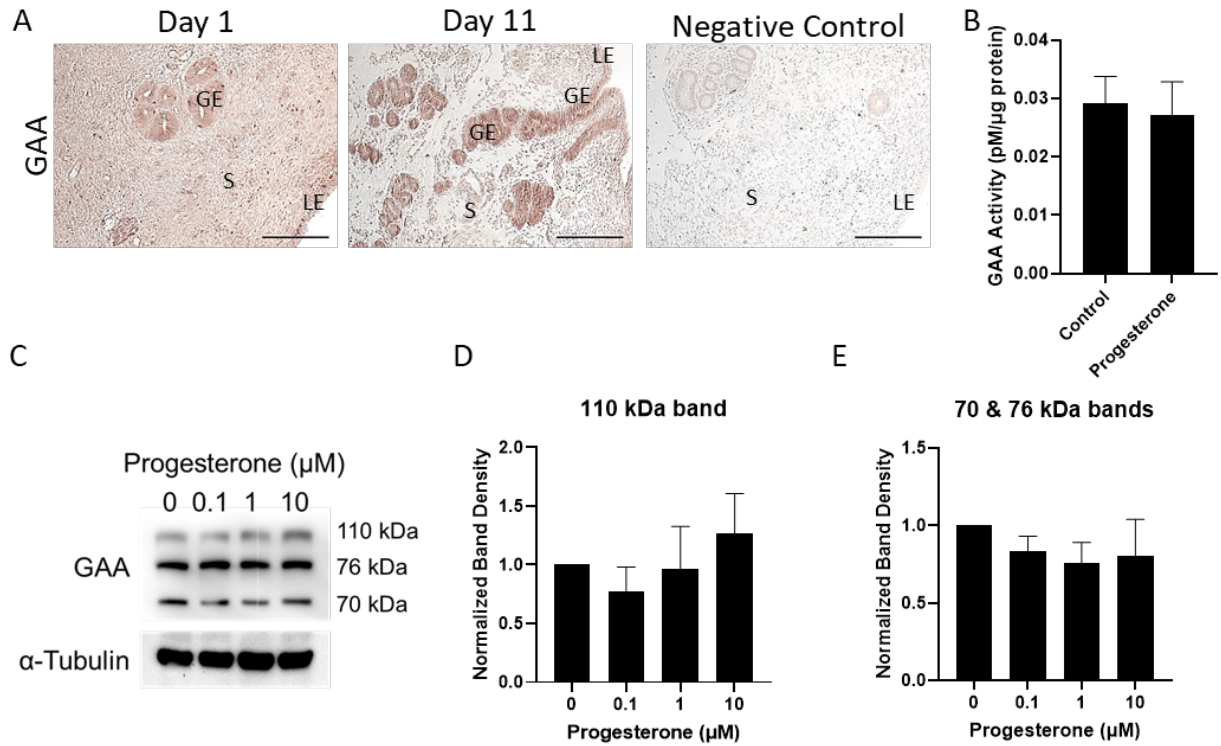 A
Day 1
Day 11
Negative Control
GAA
GE
S
LE
LE
GE
GE
S
S
LE
B
GAA Activity (pM/µg protein)
0.04
0.03
0.02
0.01
0.00
Control
Progesterone
C
Progesterone (µM)
0 0.1 1 10
GAA
110 kDa
76 kDa
70 kDa
α-Tubulin
D
110 kDa band
Normalized Band Density
2.0
1.5
1.0
0.5
0.0
0 0.1 1 10
Progesterone (µM)
E
70 & 76 kDa bands
Normalized Band Density
1.5
1.0
0.5
0.0
0 0.1 1 10
Progesterone (µM)